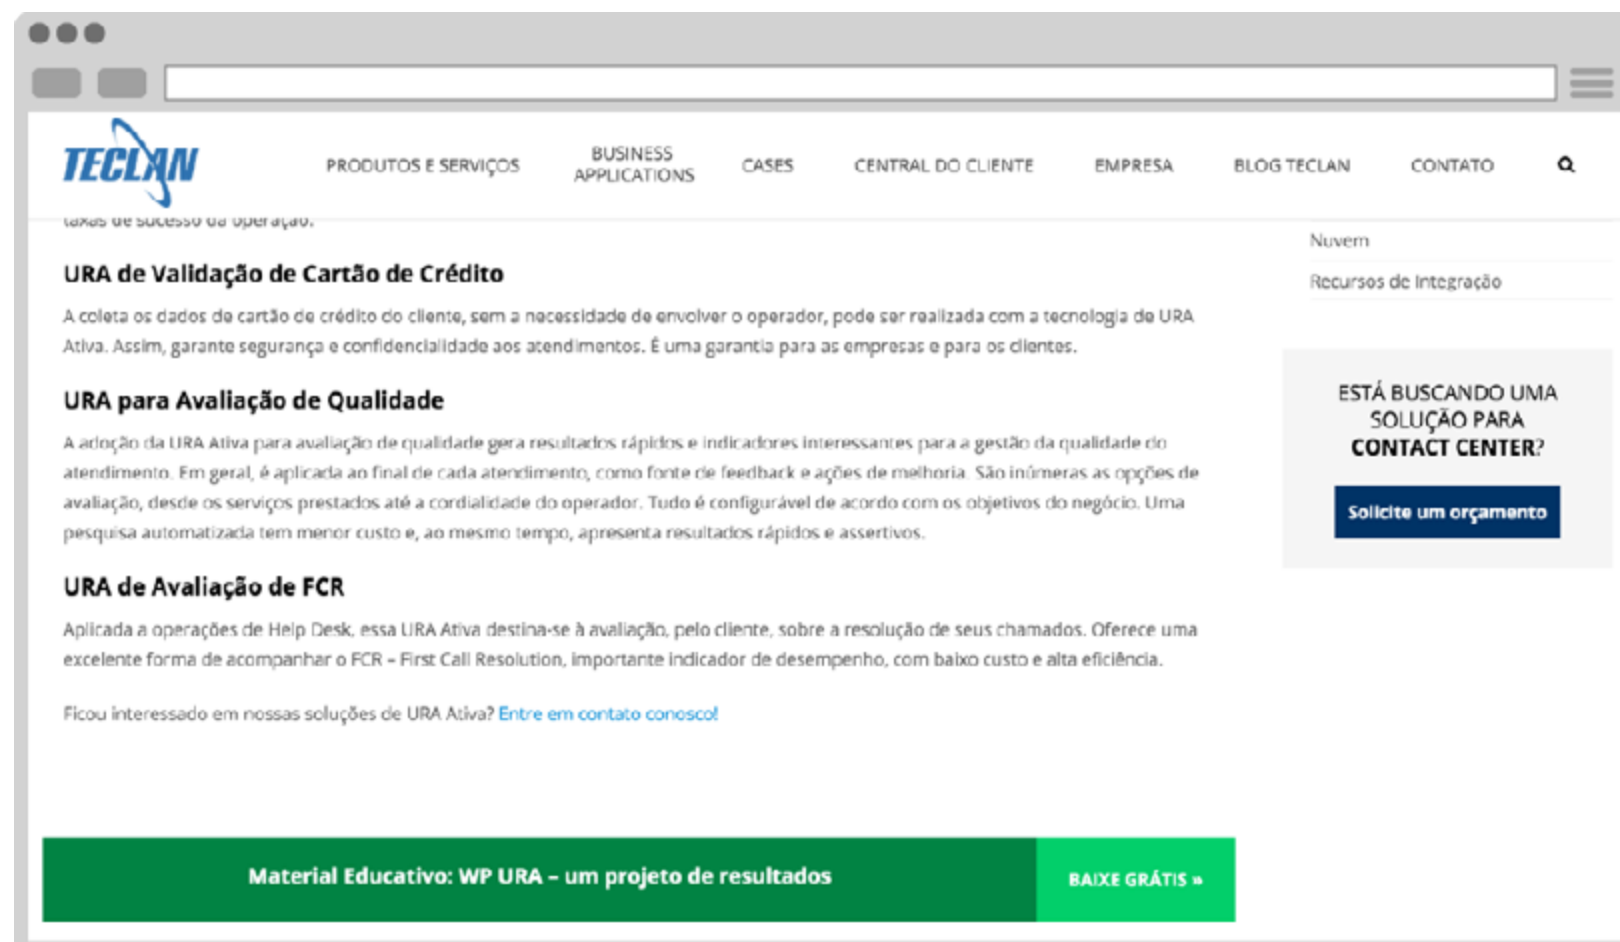 TECLAN
PRODUTOS E SERVIÇOS
BUSINESS
APPLICATIONS
CASES
CENTRAL DO CLIENTE
EMPRESA
BLOG TECLAN
CONTATO
taxas de sucesso da operação.
URA de Validação de Cartão de Crédito
A coleta os dados de cartão de crédito do cliente, sem a necessidade de envolver o operador, pode ser realizada com a tecnologia de URA
Ativa. Assim, garante segurança e confidencialidade aos atendimentos. É uma garantia para as empresas e para os clientes.
URA para Avaliação de Qualidade
A adoção da URA Ativa para avaliação de qualidade gera resultados rápidos e indicadores interessantes para a gestão da qualidade do
atendimento. Em geral, é aplicada ao final de cada atendimento, como fonte de feedback e ações de melhoria. São inúmeras as opções de
avaliação, desde os serviços prestados até a cordialidade do operador. Tudo é configurável de acordo com os objetivos do negócio. Uma
pesquisa automatizada tem menor custo e, ao mesmo tempo, apresenta resultados rápidos e assertivos.
URA de Avaliação de FCR
Aplicada a operações de Help Desk, essa URA Ativa destina-se à avaliação, pelo cliente, sobre a resolução de seus chamados. Oferece uma
excelente forma de acompanhar o FCR – First Call Resolution, importante indicador de desempenho, com baixo custo e alta eficiência.
Ficou interessado em nossas soluções de URA Ativa? Entre em contato conosco!
Material Educativo: WP URA – um projeto de resultados
BAIXE GRÁTIS »
Nuvem
Recursos de Integração
ESTÁ BUSCANDO UMA
SOLUÇÃO PARA
CONTACT CENTER?
Solicite um orçamento